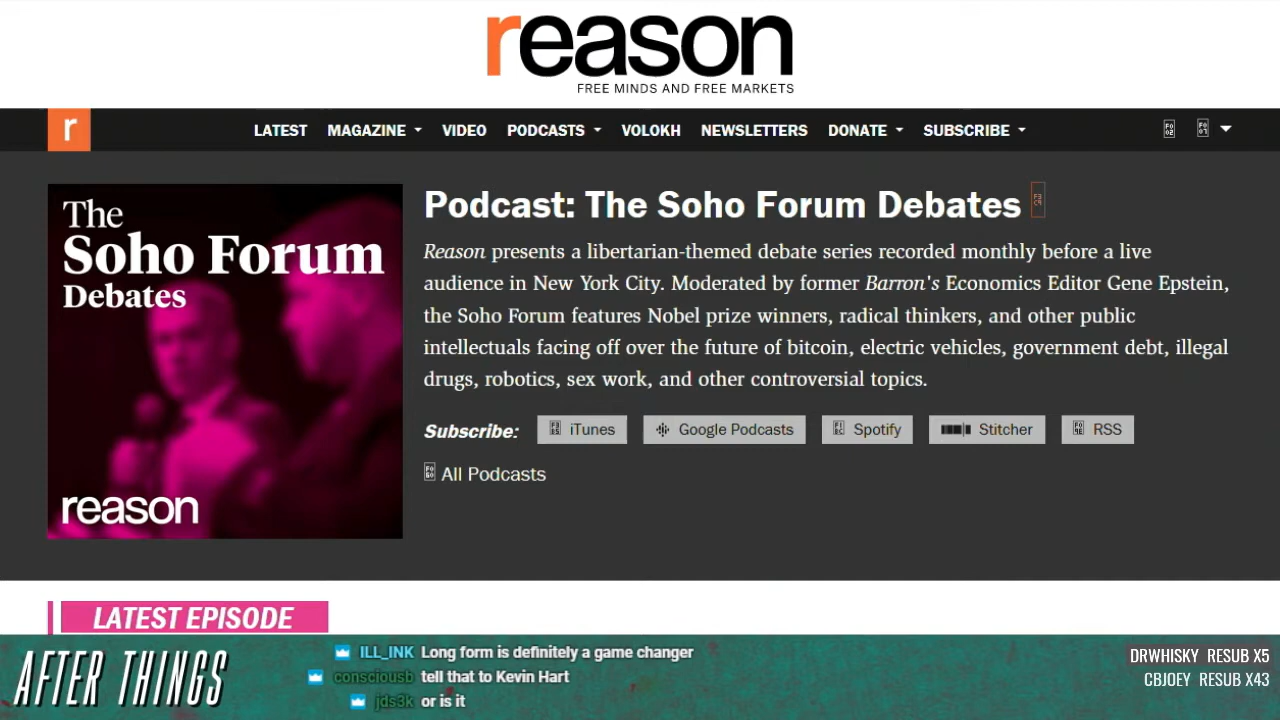 reason
FREE MINDS AND FREE MARKETS
r LATEST MAGAZINE VIDEO PODCASTS VOLOKH NEWSLETTERS DONATE SUBSCRIBE
The
Soho Forum
Debates
reason
Podcast: The Soho Forum Debates
Reason presents a libertarian-themed debate series recorded monthly before a live
audience in New York City. Moderated by former Barron's Economics Editor Gene Epstein,
the Soho Forum features Nobel prize winners, radical thinkers, and other public
intellectuals facing off over the future of bitcoin, electric vehicles, government debt, illegal
drugs, robotics, sex work, and other controversial topics.
Subscribe: iTunes Google Podcasts Spotify Stitcher RSS
All Podcasts
LATEST EPISODE
AFTER THINGS
ILL_INK Long form is definitely a game changer
consciousb tell that to Kevin Hart
jds3k or is it
DRWHISKY RESUB X5
CBJOEY RESUB X43